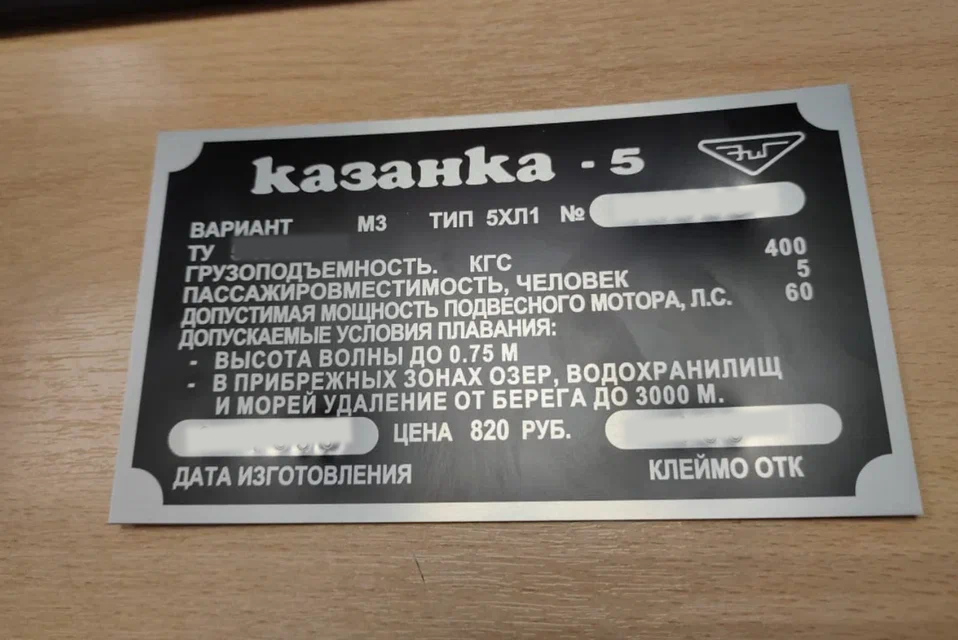 казанка - 5
ВАРИАНТ М3 ТИП 5ХЛ1 №
ТУ
ГРУЗОПОДЪЕМНОСТЬ. КГС 400
ПАССАЖИРОВМЕСТИМОСТЬ, ЧЕЛОВЕК 5
ДОПУСТИМАЯ МОЩНОСТЬ ПОДВЕСНОГО МОТОРА, Л.С. 60
ДОПУСКАЕМЫЕ УСЛОВИЯ ПЛАВАНИЯ:
- ВЫСОТА ВОЛНЫ ДО 0.75 М
- В ПРИБРЕЖНЫХ ЗОНАХ ОЗЕР, ВОДОХРАНИЛИЩ
И МОРЕЙ УДАЛЕНИЕ ОТ БЕРЕГА ДО 3000 М.
ЦЕНА 820 РУБ.
ДАТА ИЗГОТОВЛЕНИЯ КЛЕЙМО ОТК